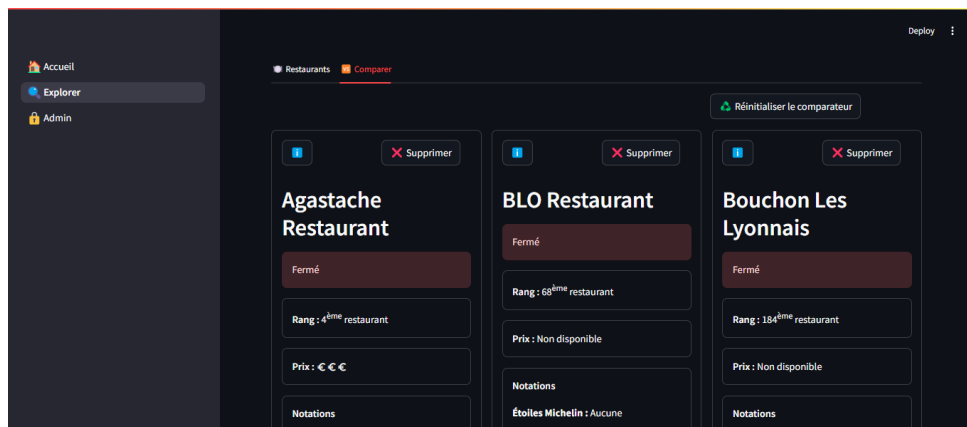 Deploy
Accueil
Explorer
Admin
Restaurants
Comparer
Réinitialiser le comparateur
Supprimer
Agastache
Restaurant
Fermé
Rang : 4ème restaurant
Prix : € € €
Notations
Supprimer
BLO Restaurant
Fermé
Rang : 68ème restaurant
Prix : Non disponible
Notations
Étoiles Michelin : Aucune
Supprimer
Bouchon Les
Lyonnais
Fermé
Rang : 184ème restaurant
Prix : Non disponible
Notations